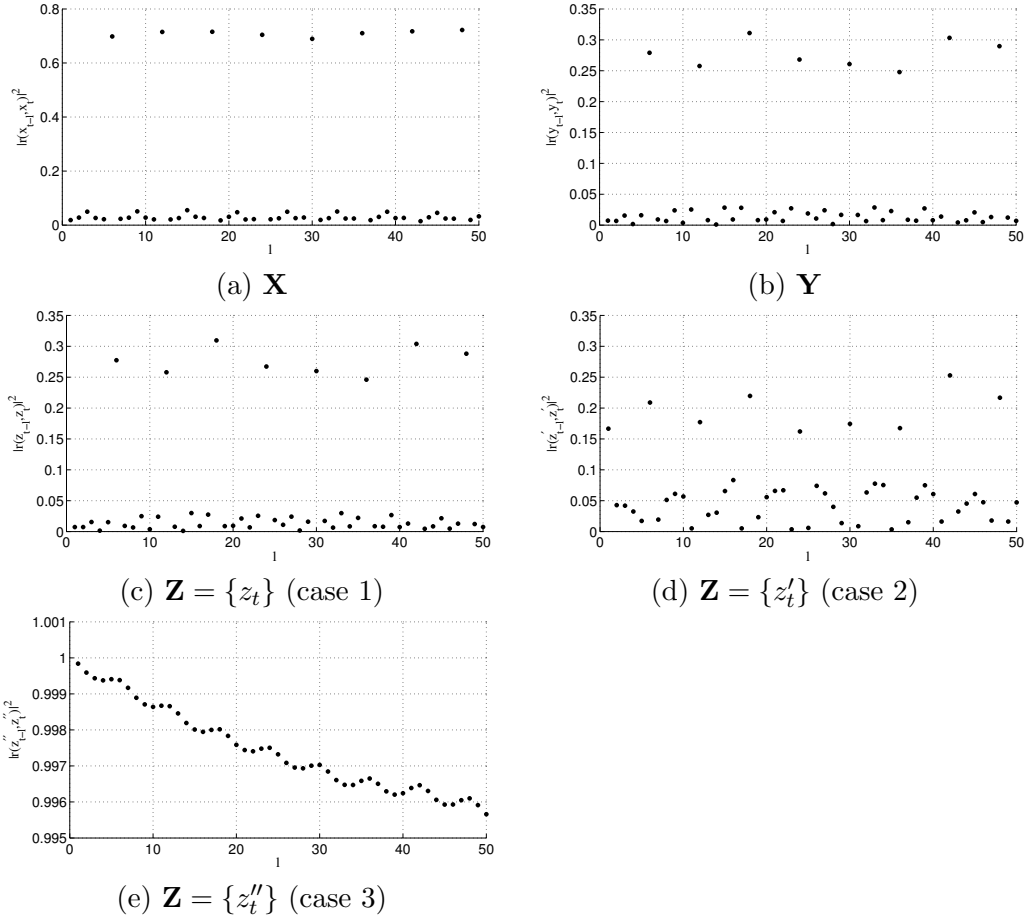 0.8
0.6
0.4
0.2
0
0 10 20 30 40 50
l
|r(x_{t−l},x_t)|²
(a) X
0.35
0.3
0.25
0.2
0.15
0.1
0.05
0
0 10 20 30 40 50
l
|r(y_{t−l},y_t)|²
(b) Y
0.35
0.3
0.25
0.2
0.15
0.1
0.05
0
0 10 20 30 40 50
l
|r(z_{t−l},z_t)|²
(c) Z = {z_t} (case 1)
0.35
0.3
0.25
0.2
0.15
0.1
0.05
0
0 10 20 30 40 50
l
|r(z′_{t−l},z′_t)|²
(d) Z = {z′_t} (case 2)
1.001
1
0.999
0.998
0.997
0.996
0.995
0 10 20 30 40 50
l
|r(z″_{t−l},z″_t)|²
(e) Z = {z″_t} (case 3)